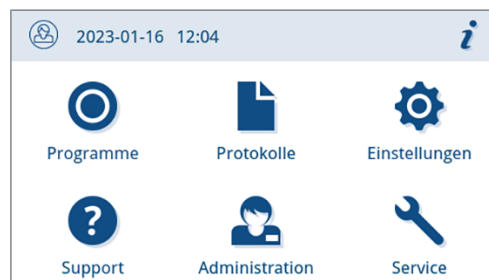 2023-01-16 12:04 i
Programme Protokolle Einstellungen
? 
Support Administration Service